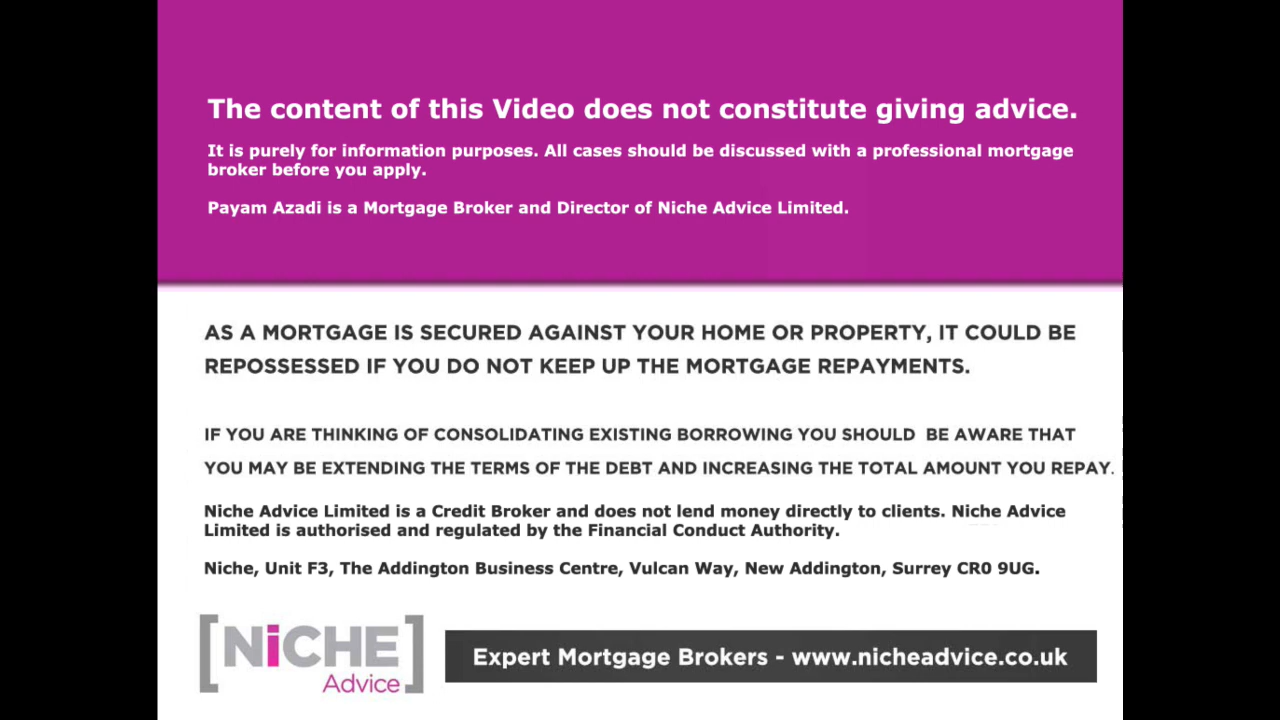 The content of this Video does not constitute giving advice.
It is purely for information purposes. All cases should be discussed with a professional mortgage
broker before you apply.
Payam Azadi is a Mortgage Broker and Director of Niche Advice Limited.
AS A MORTGAGE IS SECURED AGAINST YOUR HOME OR PROPERTY, IT COULD BE
REPOSSESSED IF YOU DO NOT KEEP UP THE MORTGAGE REPAYMENTS.
IF YOU ARE THINKING OF CONSOLIDATING EXISTING BORROWING YOU SHOULD BE AWARE THAT
YOU MAY BE EXTENDING THE TERMS OF THE DEBT AND INCREASING THE TOTAL AMOUNT YOU REPAY.
Niche Advice Limited is a Credit Broker and does not lend money directly to clients. Niche Advice
Limited is authorised and regulated by the Financial Conduct Authority.
Niche, Unit F3, The Addington Business Centre, Vulcan Way, New Addington, Surrey CR0 9UG.
[NiCHE
Advice]
Expert Mortgage Brokers - www.nicheadvice.co.uk